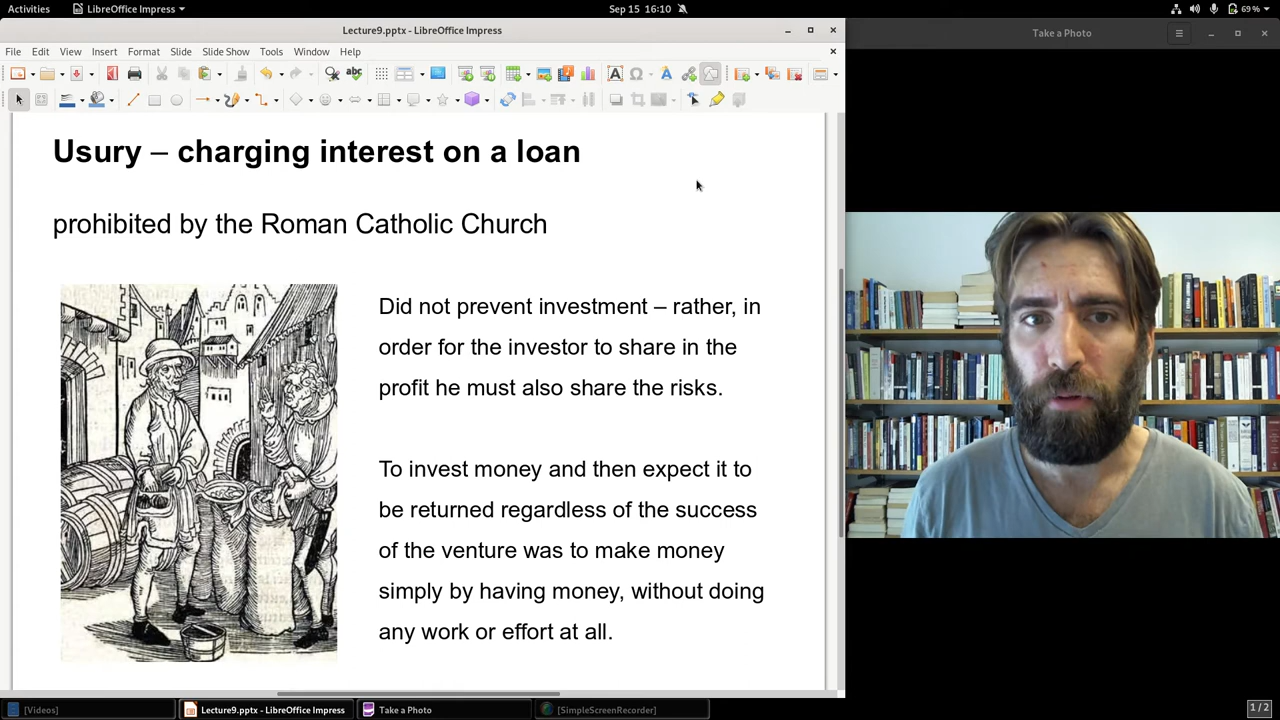 Activities
LibreOffice Impress
Sep 15 16:10
69 %
Lecture9.pptx - LibreOffice Impress
Take a Photo
File Edit View Insert Format Slide Slide Show Tools Window Help
Usury – charging interest on a loan
prohibited by the Roman Catholic Church
Did not prevent investment – rather, in
order for the investor to share in the
profit he must also share the risks.
To invest money and then expect it to
be returned regardless of the success
of the venture was to make money
simply by having money, without doing
any work or effort at all.
[Videos]
Lecture9.pptx - LibreOffice Impress
Take a Photo
[SimpleScreenRecorder]
1 / 2